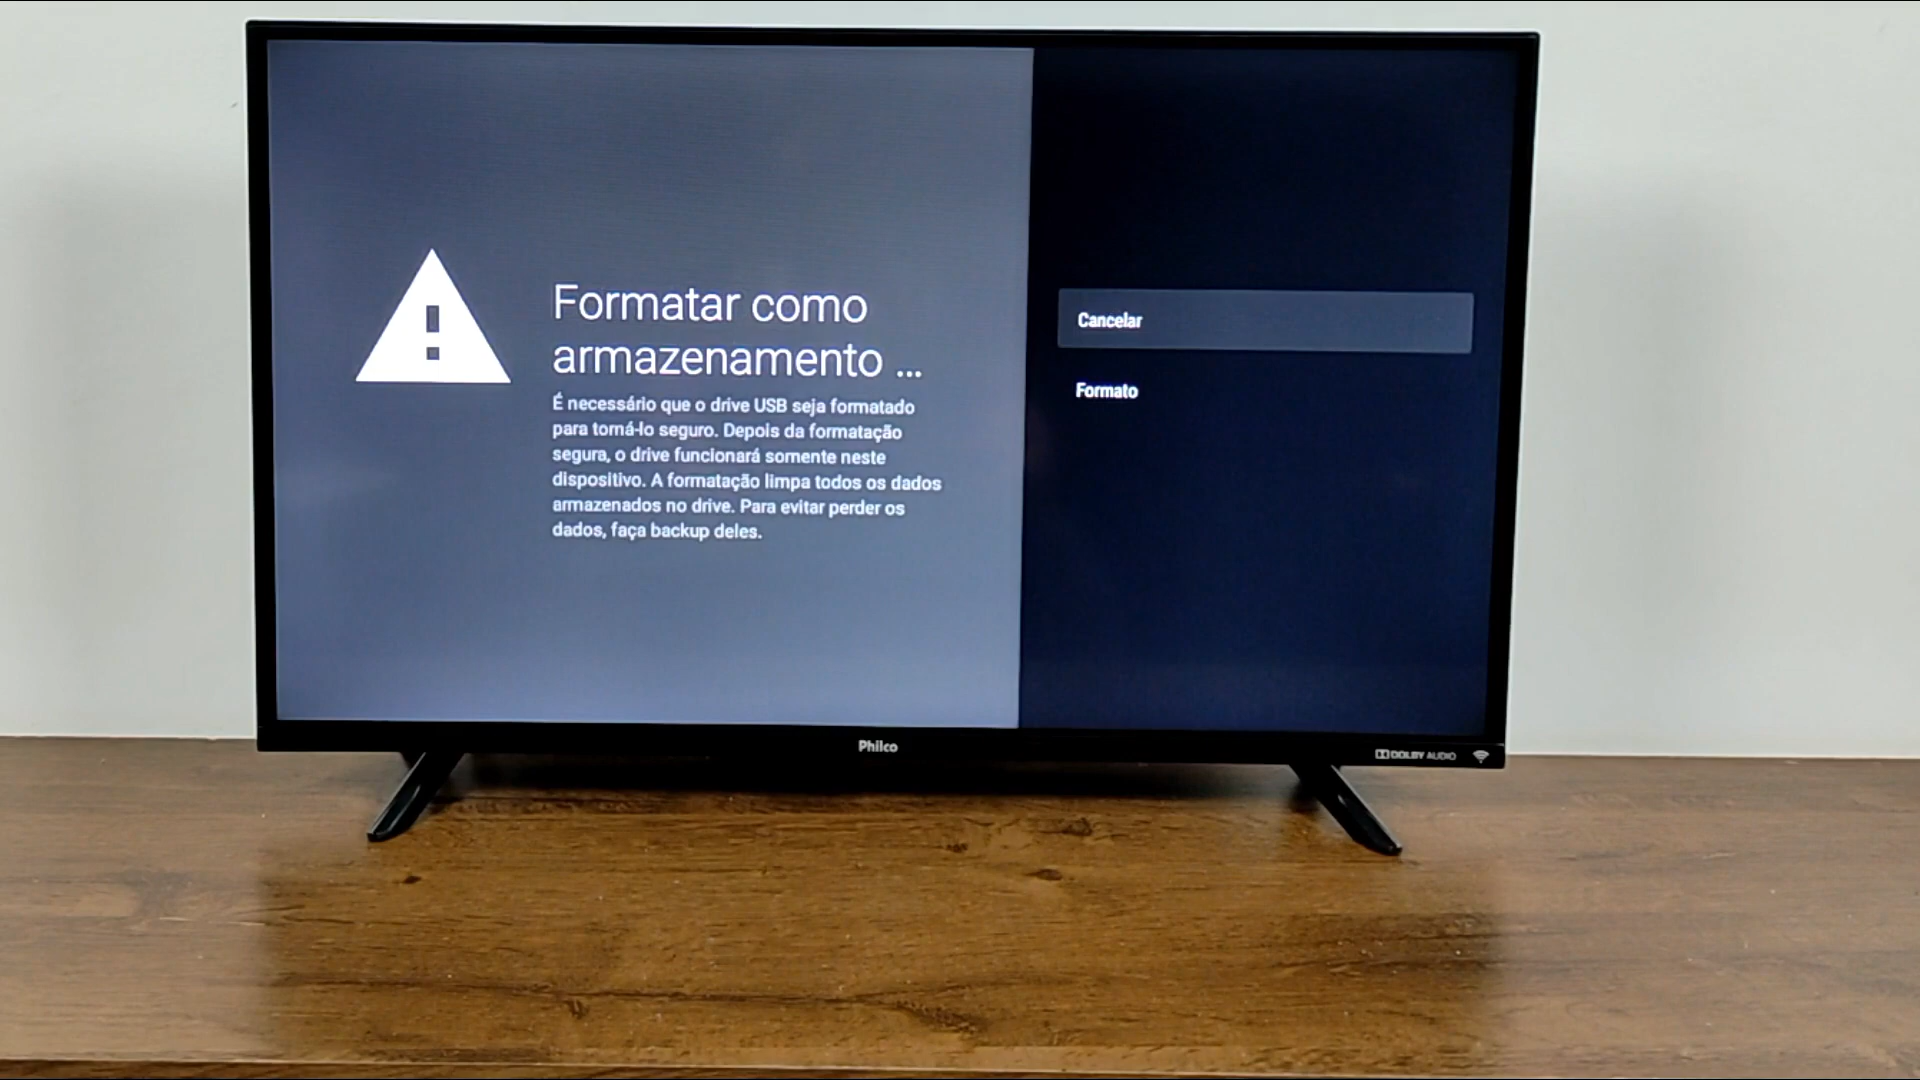 Formatar como
armazenamento ...
É necessário que o drive USB seja formatado
para torná-lo seguro. Depois da formatação
segura, o drive funcionará somente neste
dispositivo. A formatação limpa todos os dados
armazenados no drive. Para evitar perder os
dados, faça backup deles.
Cancelar
Formato
Philco
DOLBY AUDIO